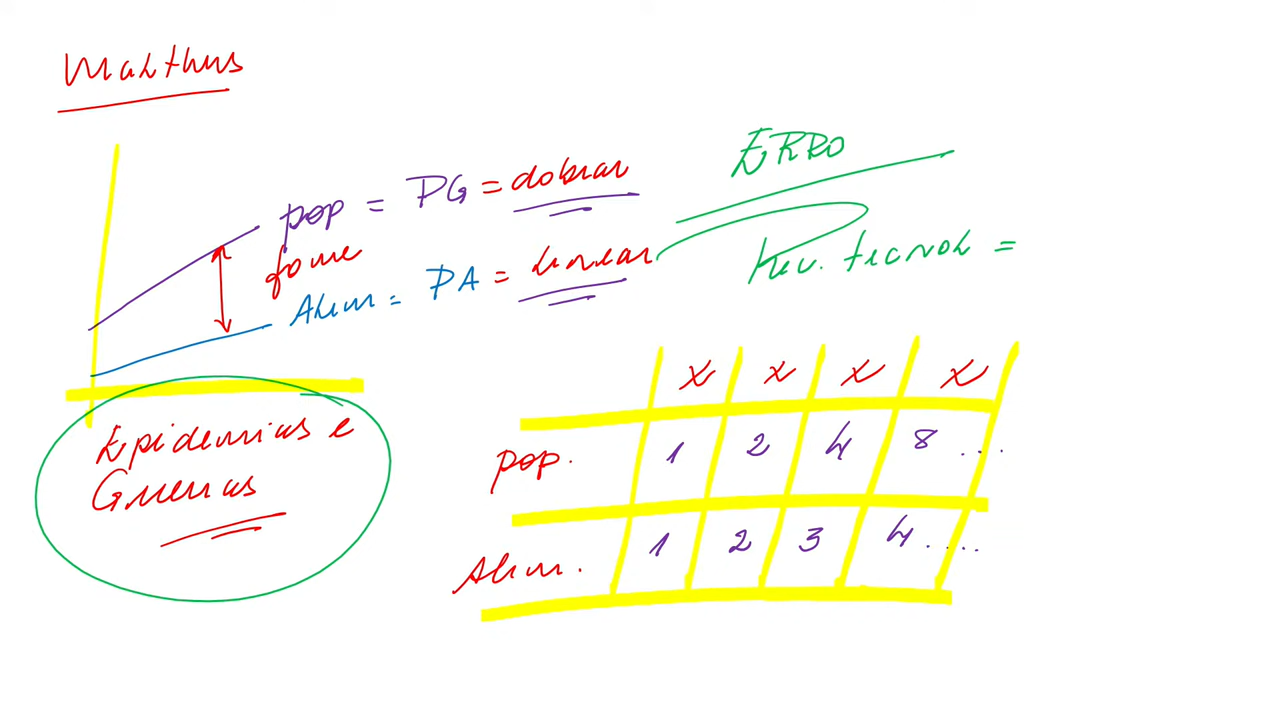 Malthus
pop = PG = dobrar
fome
Alim = PA = linear
ERRO
Rev. tecnol =
Epidemias e
Guerras
x x x x
pop. 1 2 4 8 ...
Alim. 1 2 3 4 ....